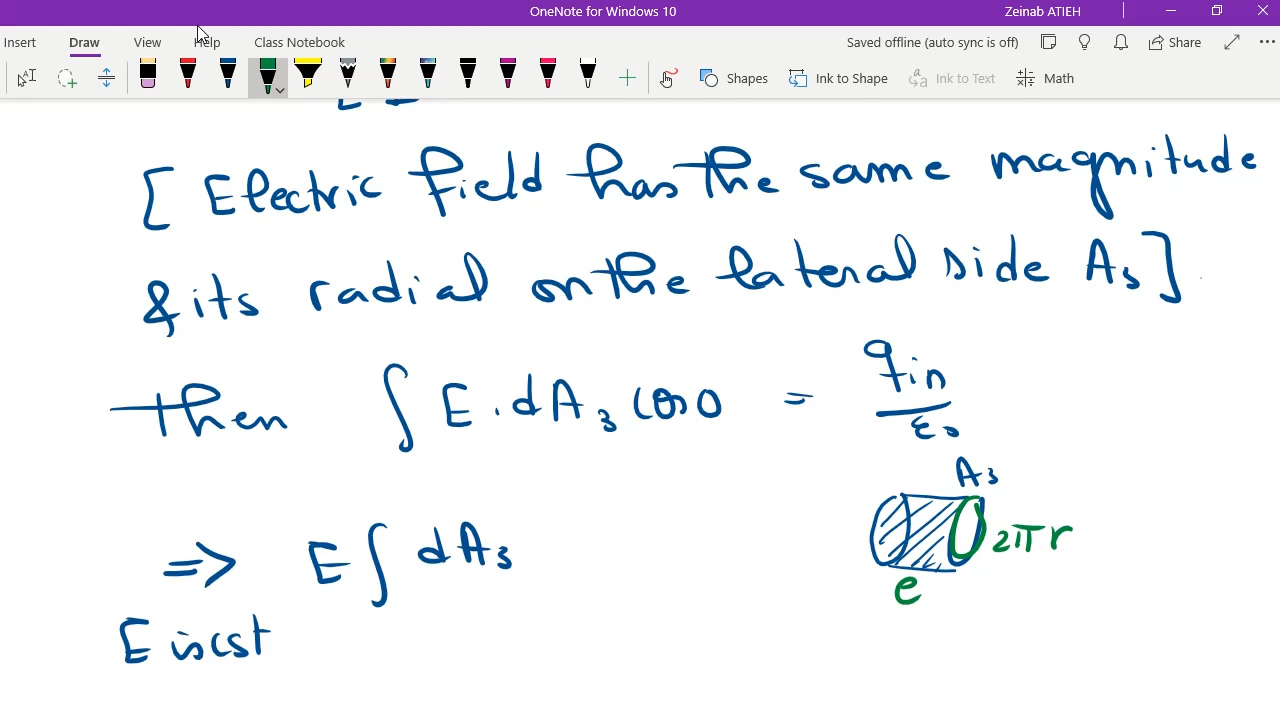 OneNote for Windows 10
Zeinab ATIEH
Insert Draw View Help Class Notebook
Saved offline (auto sync is off)
Share
Shapes
Ink to Shape
Ink to Text
Math
[ Electric field has the same magnitude
& its radial on the lateral side A₃ ]
then ∫ E . dA₃ cos 0 = qin / ε₀
A₃
2πr
⇒ E ∫ dA₃
e
E is cst